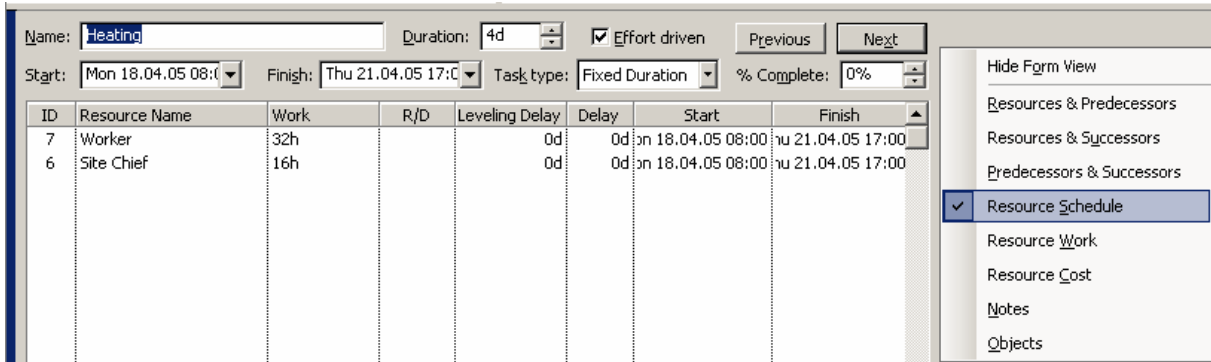 Name: Heating Duration: 4d Effort driven Previous Next
Start: Mon 18.04.05 08:( Finish: Thu 21.04.05 17:0 Task type: Fixed Duration % Complete: 0%
ID Resource Name Work R/D Leveling Delay Delay Start Finish
7 Worker 32h 0d 0d on 18.04.05 08:00 hu 21.04.05 17:00
6 Site Chief 16h 0d 0d on 18.04.05 08:00 hu 21.04.05 17:00
Hide Form View
Resources & Predecessors
Resources & Successors
Predecessors & Successors
Resource Schedule
Resource Work
Resource Cost
Notes
Objects